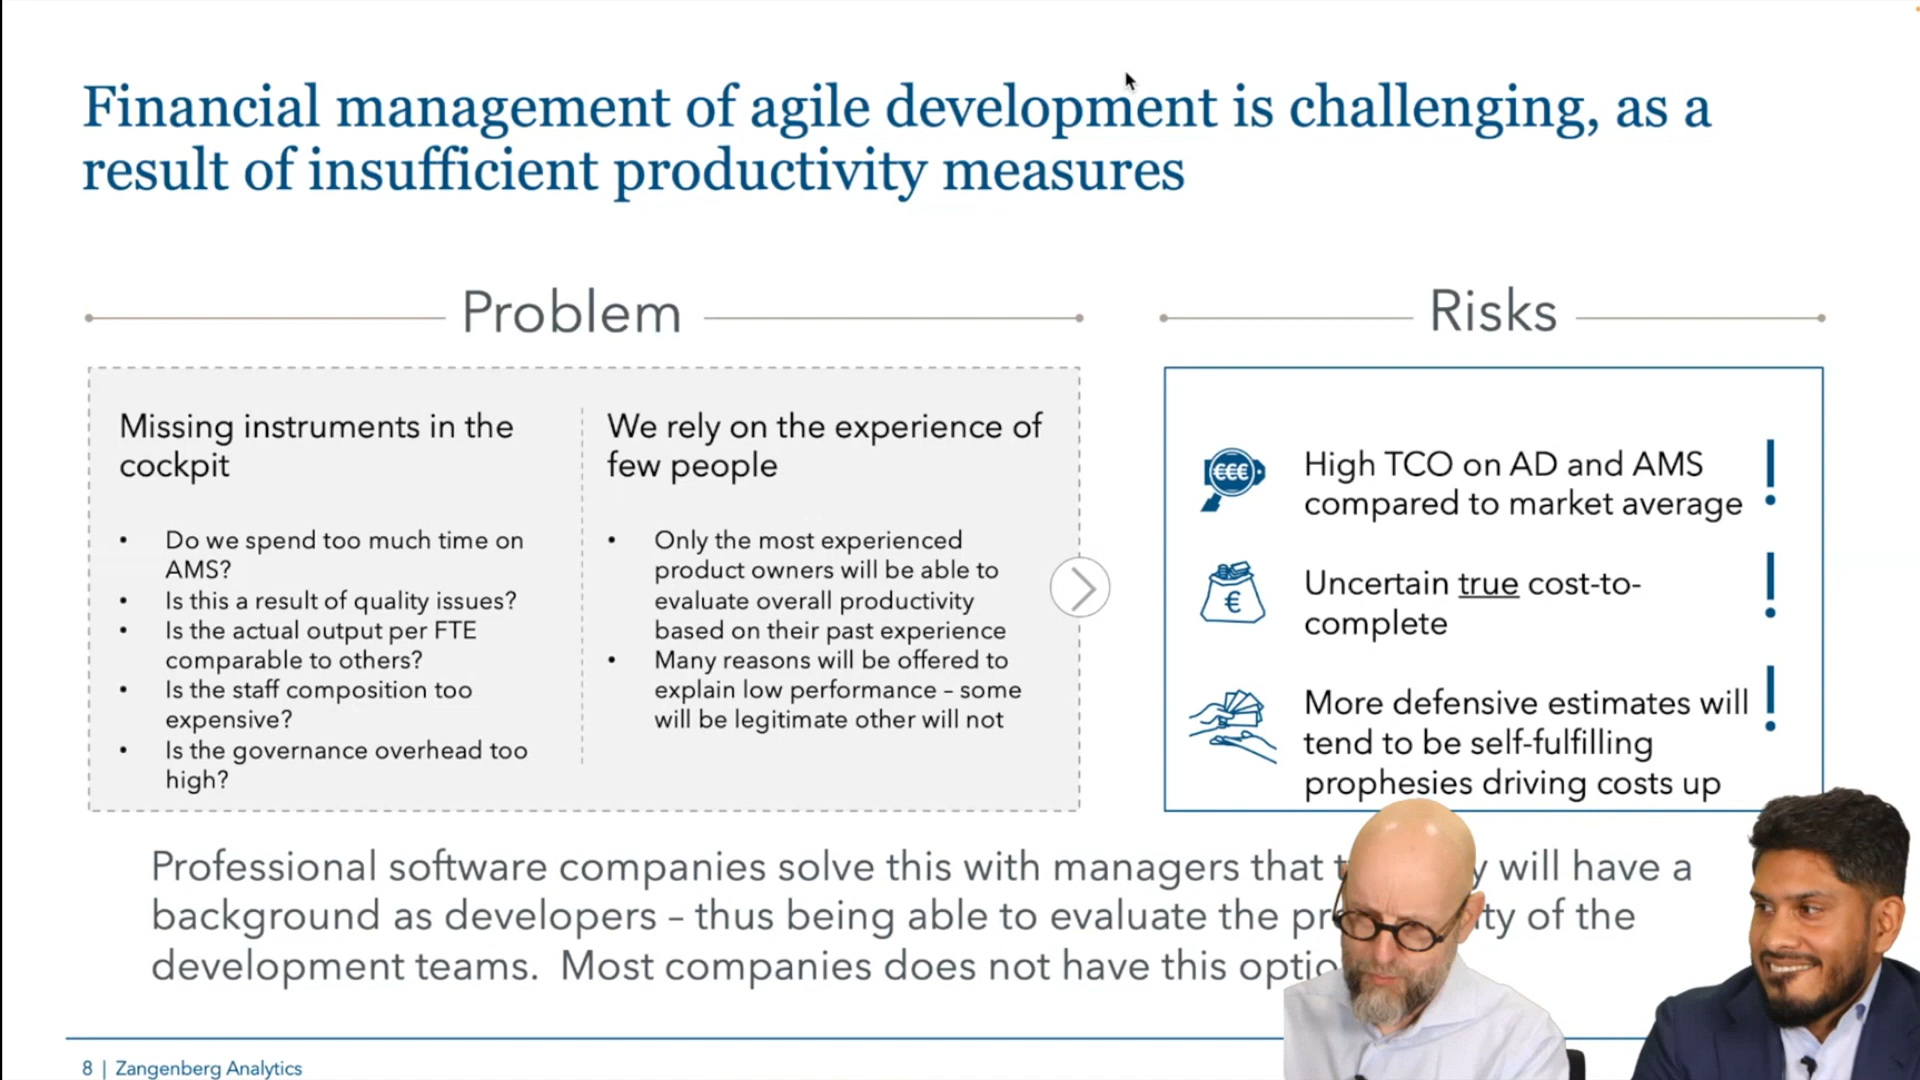 Financial management of agile development is challenging, as a
result of insufficient productivity measures
Problem
Missing instruments in the
cockpit
• Do we spend too much time on
AMS?
• Is this a result of quality issues?
• Is the actual output per FTE
comparable to others?
• Is the staff composition too
expensive?
• Is the governance overhead too
high?
We rely on the experience of
few people
• Only the most experienced
product owners will be able to
evaluate overall productivity
based on their past experience
• Many reasons will be offered to
explain low performance – some
will be legitimate other will not
Risks
€€€
High TCO on AD and AMS
compared to market average
!
€
Uncertain true cost-to-
complete
!
More defensive estimates will
tend to be self-fulfilling
prophesies driving costs up
!
Professional software companies solve this with managers that will have a
background as developers – thus being able to evaluate the of the
development teams. Most companies does not have this
8 | Zangenberg Analytics